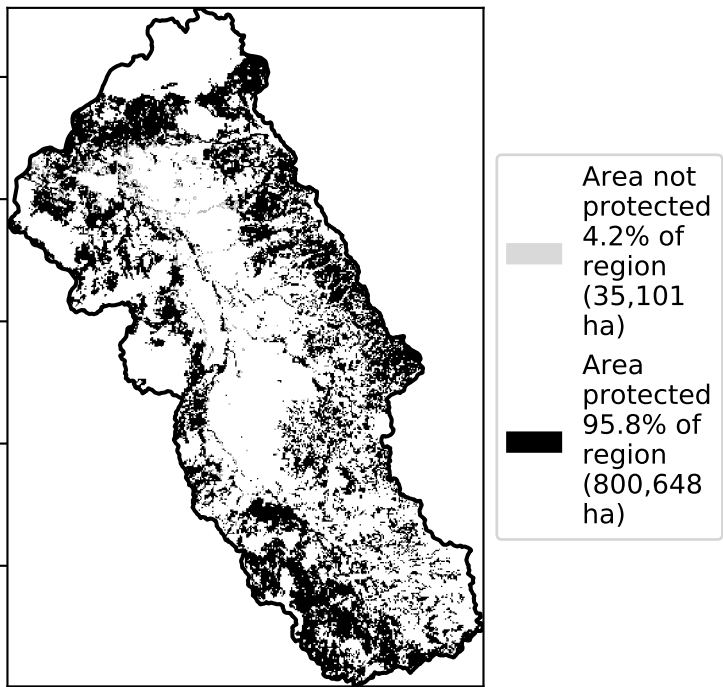 Area not
protected
4.2% of
region
(35,101
ha)
Area
protected
95.8% of
region
(800,648
ha)